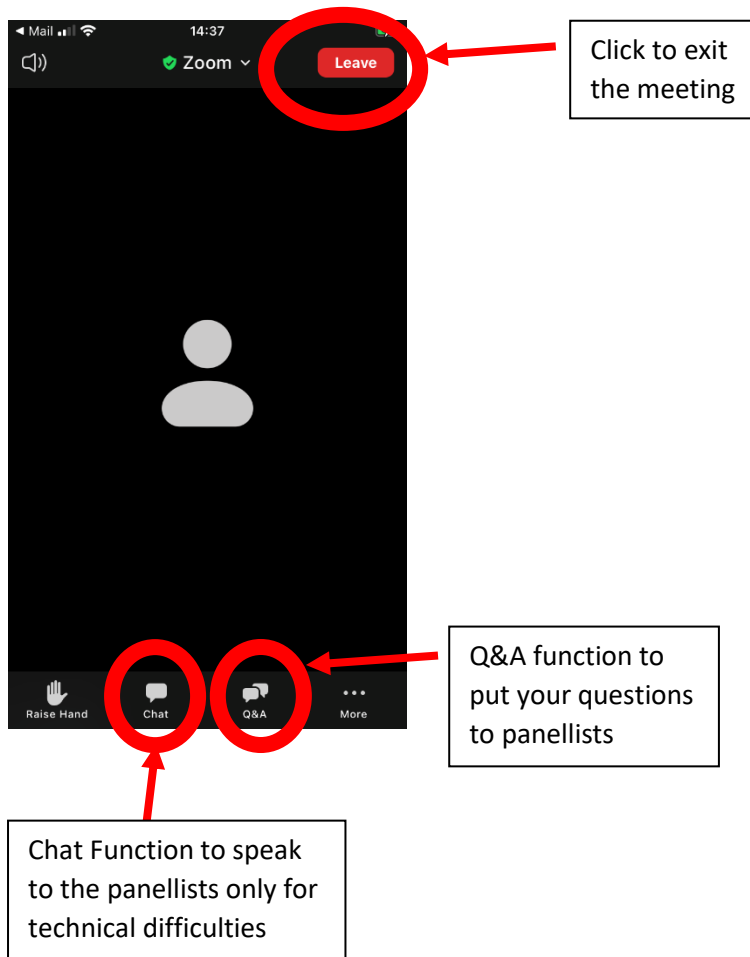 Mail 14:37
Zoom Leave
Click to exit
the meeting
Raise Hand Chat Q&A More
Q&A function to
put your questions
to panellists
Chat Function to speak
to the panellists only for
technical difficulties